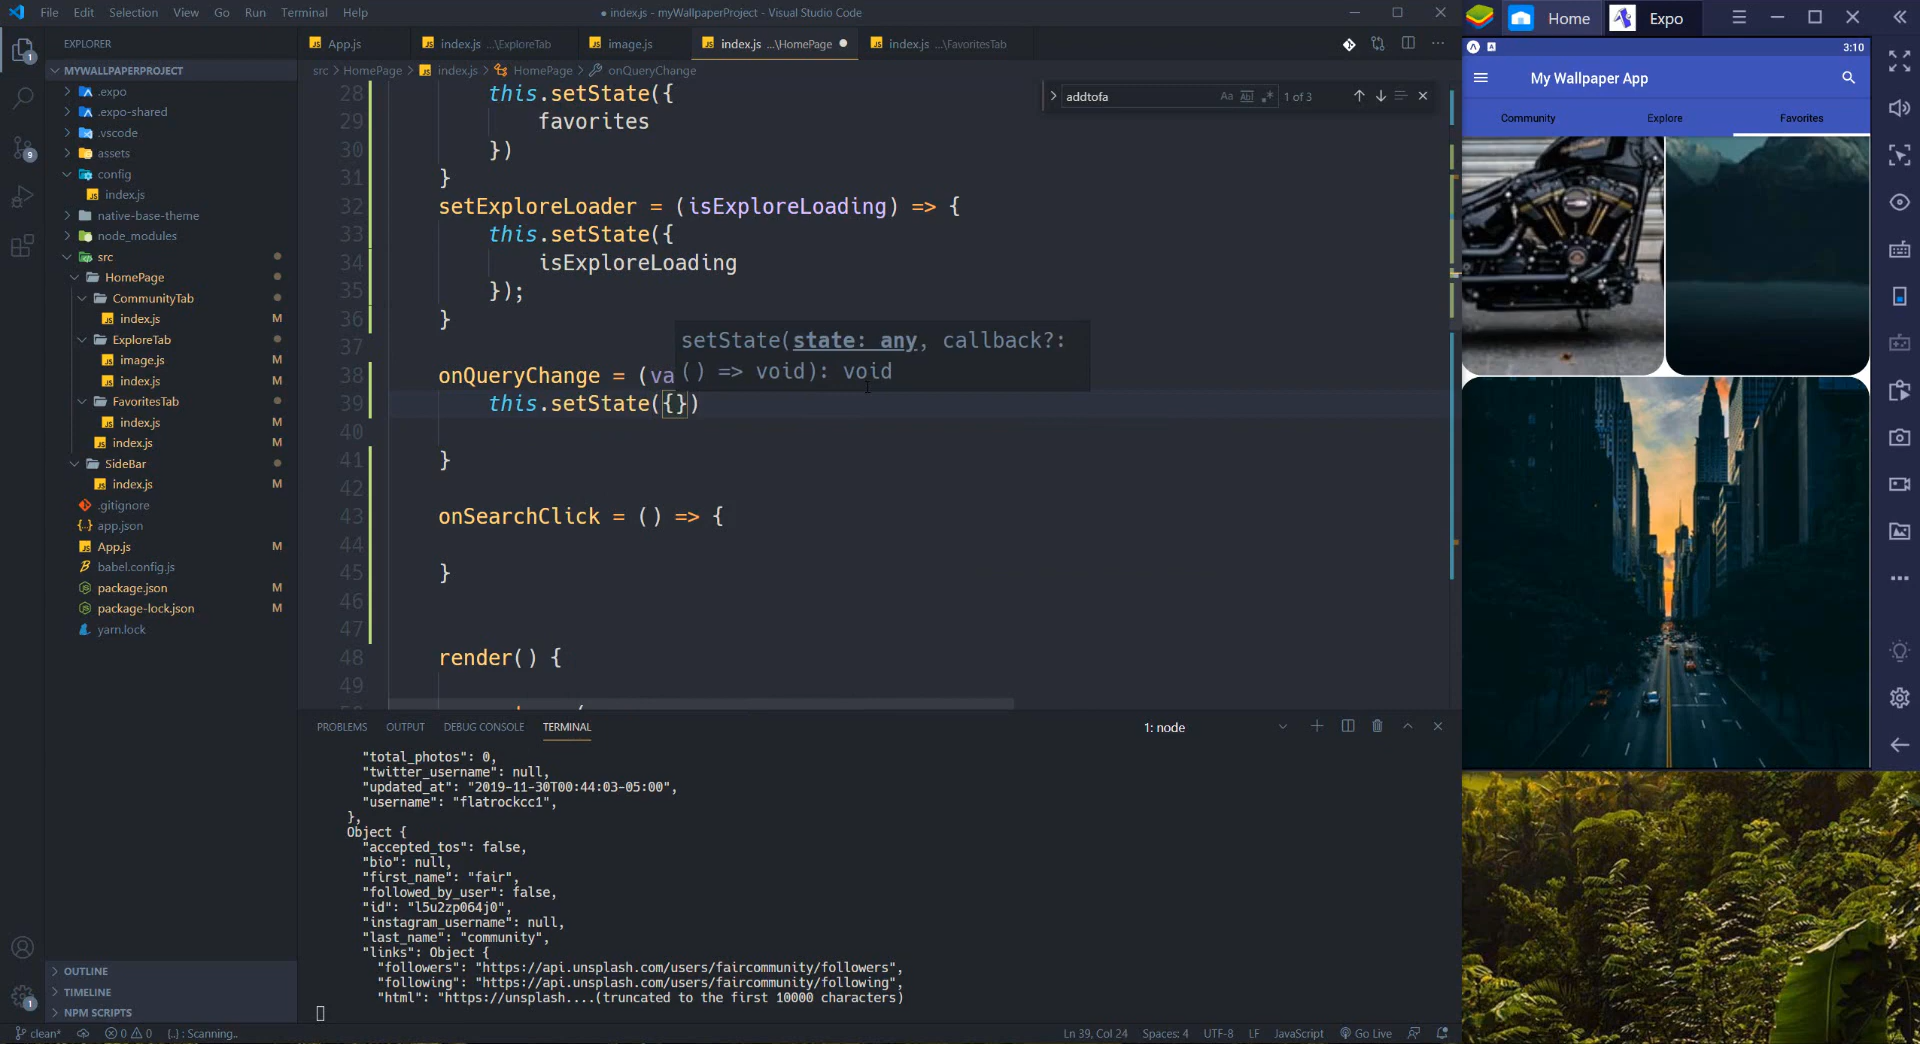 File Edit Selection View Go Run Terminal Help
● index.js - myWallpaperProject - Visual Studio Code
EXPLORER
MYWALLPAPERPROJECT
.expo
.expo-shared
.vscode
assets
config
index.js
native-base-theme
node_modules
src
HomePage
CommunityTab
index.js M
ExploreTab
image.js M
index.js M
FavoritesTab
index.js M
index.js M
SideBar
index.js M
.gitignore
app.json
App.js M
babel.config.js
package.json M
package-lock.json M
yarn.lock
OUTLINE
TIMELINE
NPM SCRIPTS
1
9
1
App.js
index.js ...\ExploreTab
image.js
index.js ...\HomePage ●
index.js ...\FavoritesTab
src > HomePage > index.js > HomePage > onQueryChange
addtofa
1 of 3
28 this.setState({
29 favorites
30 })
31 }
32 setExploreLoader = (isExploreLoading) => {
33 this.setState({
34 isExploreLoading
35 });
36 }
37
setState(state: any, callback?:
() => void): void
38 onQueryChange = (va
39 this.setState({})
40
41 }
42
43 onSearchClick = () => {
44
45 }
46
47
48 render() {
49
PROBLEMS OUTPUT DEBUG CONSOLE TERMINAL
1: node
"total_photos": 0,
"twitter_username": null,
"updated_at": "2019-11-30T00:44:03-05:00",
"username": "flatrockcc1",
},
Object {
"accepted_tos": false,
"bio": null,
"first_name": "fair",
"followed_by_user": false,
"id": "l5u2zp064j0",
"instagram_username": null,
"last_name": "community",
"links": Object {
"followers": "https://api.unsplash.com/users/faircommunity/followers",
"following": "https://api.unsplash.com/users/faircommunity/following",
"html": "https://unsplash....(truncated to the first 10000 characters)
clean* 0 0 {..} : Scanning..
Ln 39, Col 24 Spaces: 4 UTF-8 LF JavaScript Go Live
Home
Expo
3:10
My Wallpaper App
Community Explore Favorites